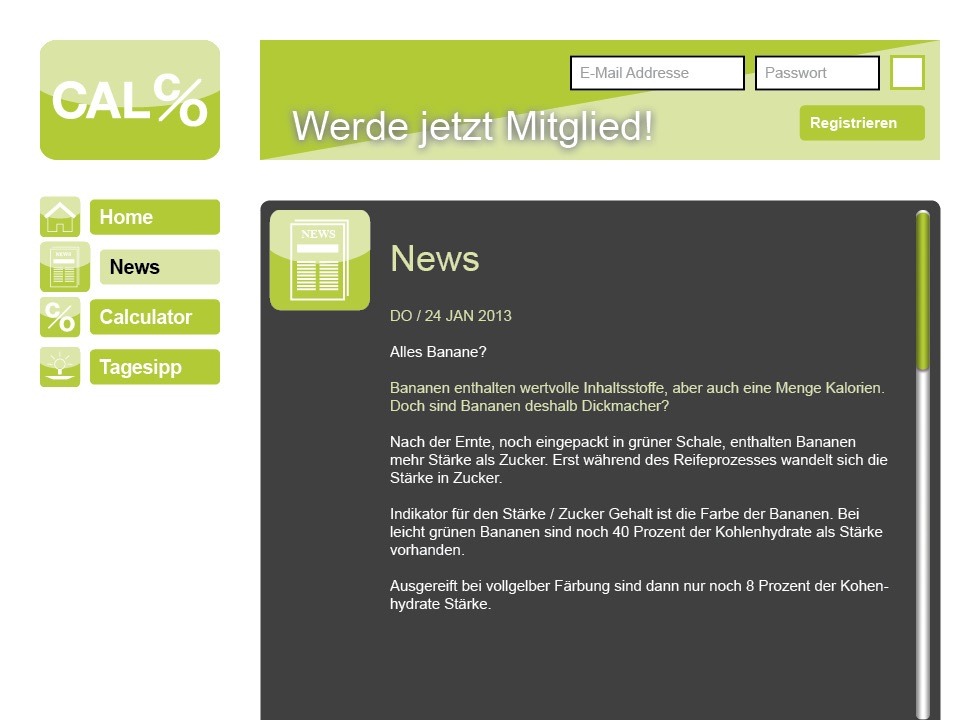 CAL C/O
E-Mail Addresse
Passwort
Werde jetzt Mitglied!
Registrieren
Home
NEWS
News
C/O
Calculator
Tagesipp
NEWS
News
DO / 24 JAN 2013
Alles Banane?
Bananen enthalten wertvolle Inhaltsstoffe, aber auch eine Menge Kalorien.
Doch sind Bananen deshalb Dickmacher?
Nach der Ernte, noch eingepackt in grüner Schale, enthalten Bananen
mehr Stärke als Zucker. Erst während des Reifeprozesses wandelt sich die
Stärke in Zucker.
Indikator für den Stärke / Zucker Gehalt ist die Farbe der Bananen. Bei
leicht grünen Bananen sind noch 40 Prozent der Kohlenhydrate als Stärke
vorhanden.
Ausgereift bei vollgelber Färbung sind dann nur noch 8 Prozent der Kohen-
hydrate Stärke.